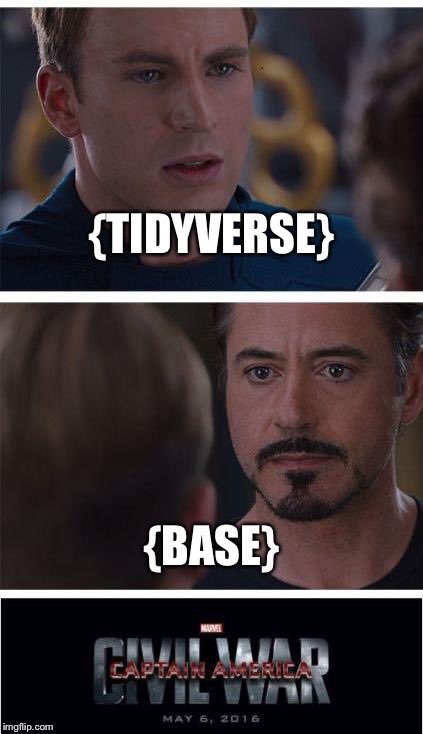 {TIDYVERSE}
{BASE}
MARVEL
CIVIL WAR
CAPTAIN AMERICA
MAY 6, 2016
imgflip.com